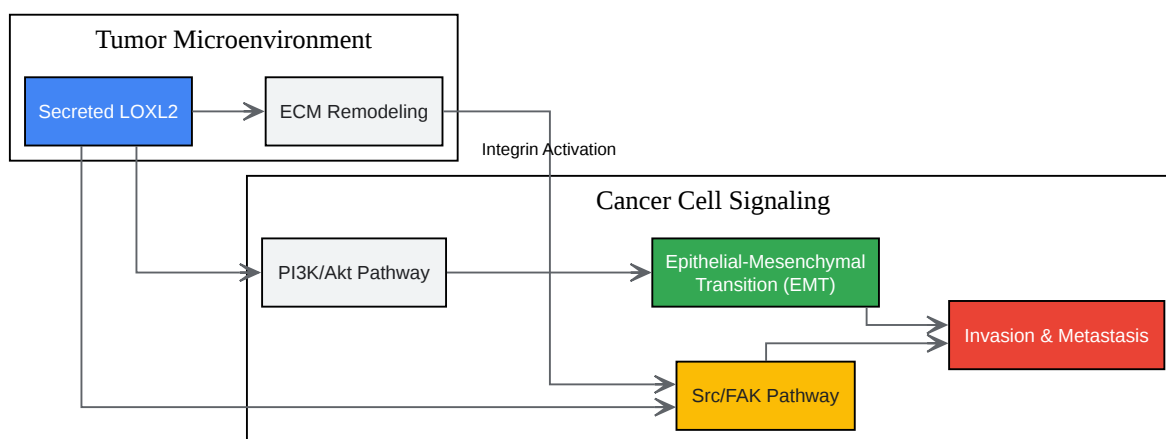 Tumor Microenvironment
Secreted LOXL2
ECM Remodeling
Integrin Activation
Cancer Cell Signaling
PI3K/Akt Pathway
Epithelial-Mesenchymal
Transition (EMT)
Invasion & Metastasis
Src/FAK Pathway